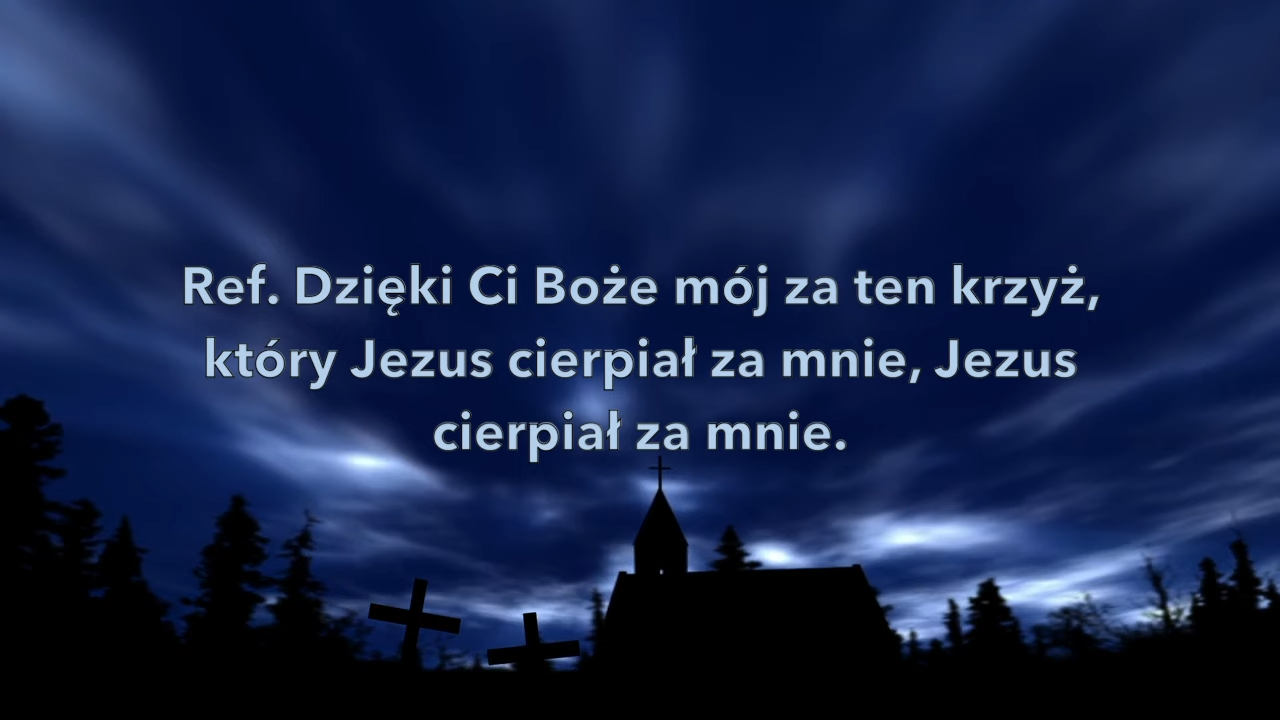 Ref. Dzięki Ci Boże mój za ten krzyż,
który Jezus cierpiał za mnie, Jezus
cierpiał za mnie.